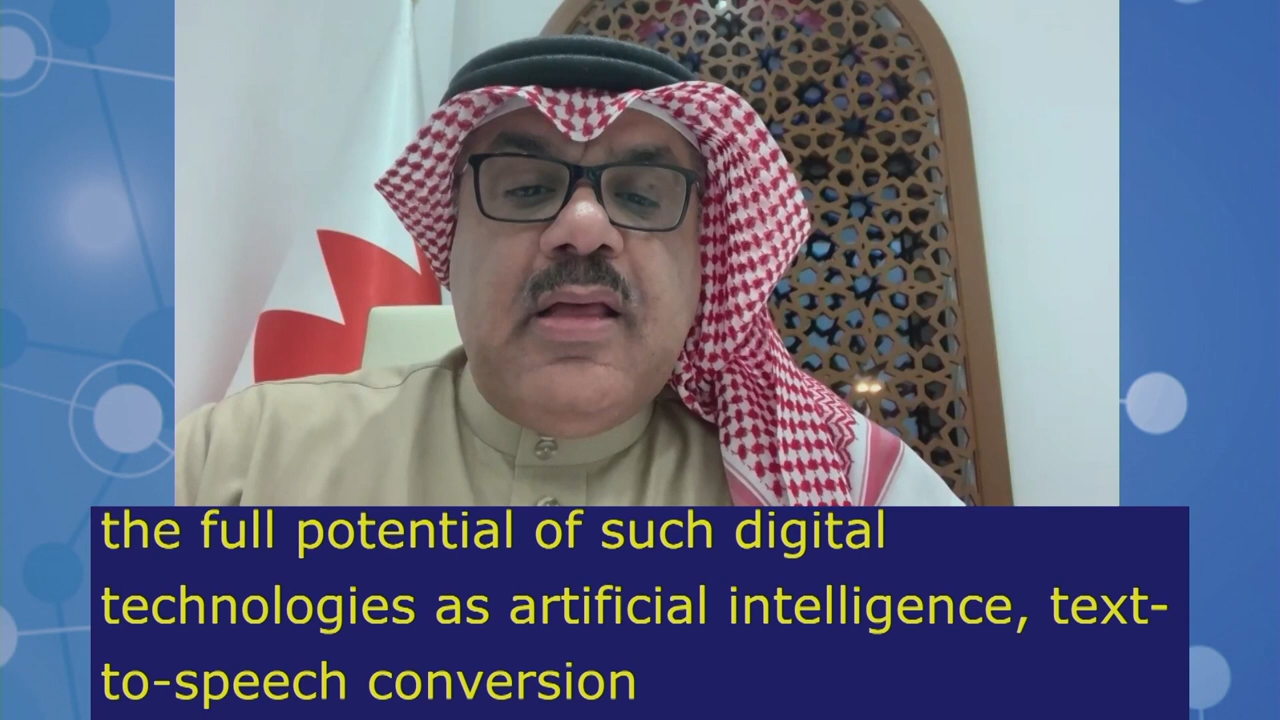 the full potential of such digital
technologies as artificial intelligence, text-
to-speech conversion